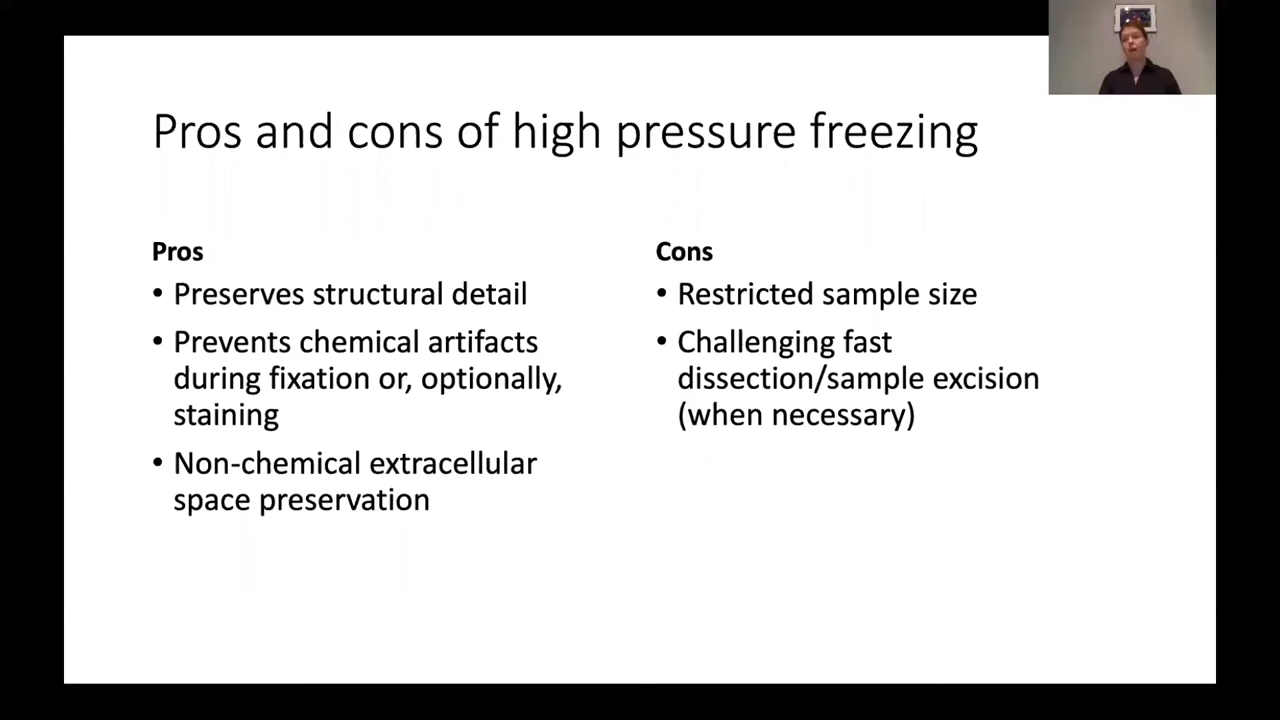 Pros and cons of high pressure freezing
Pros
• Preserves structural detail
• Prevents chemical artifacts
during fixation or, optionally,
staining
• Non-chemical extracellular
space preservation
Cons
• Restricted sample size
• Challenging fast
dissection/sample excision
(when necessary)